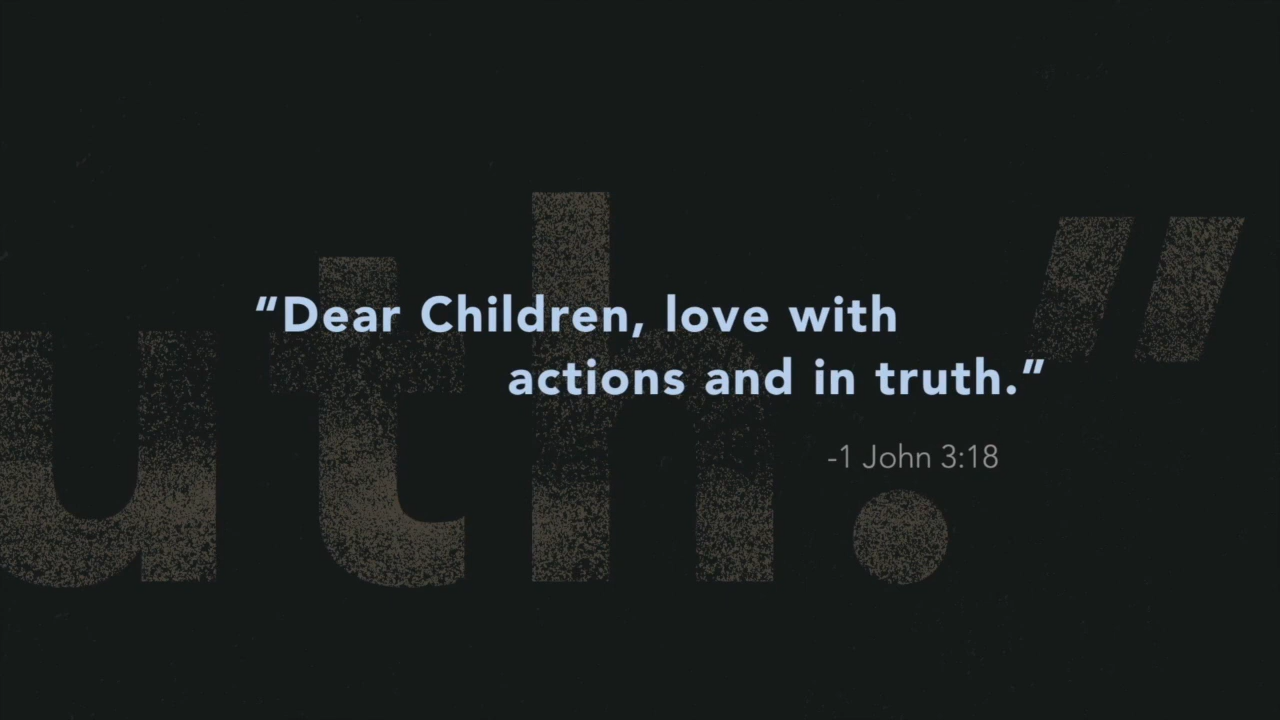 “Dear Children, love with
actions and in truth.”
-1 John 3:18
uth.”